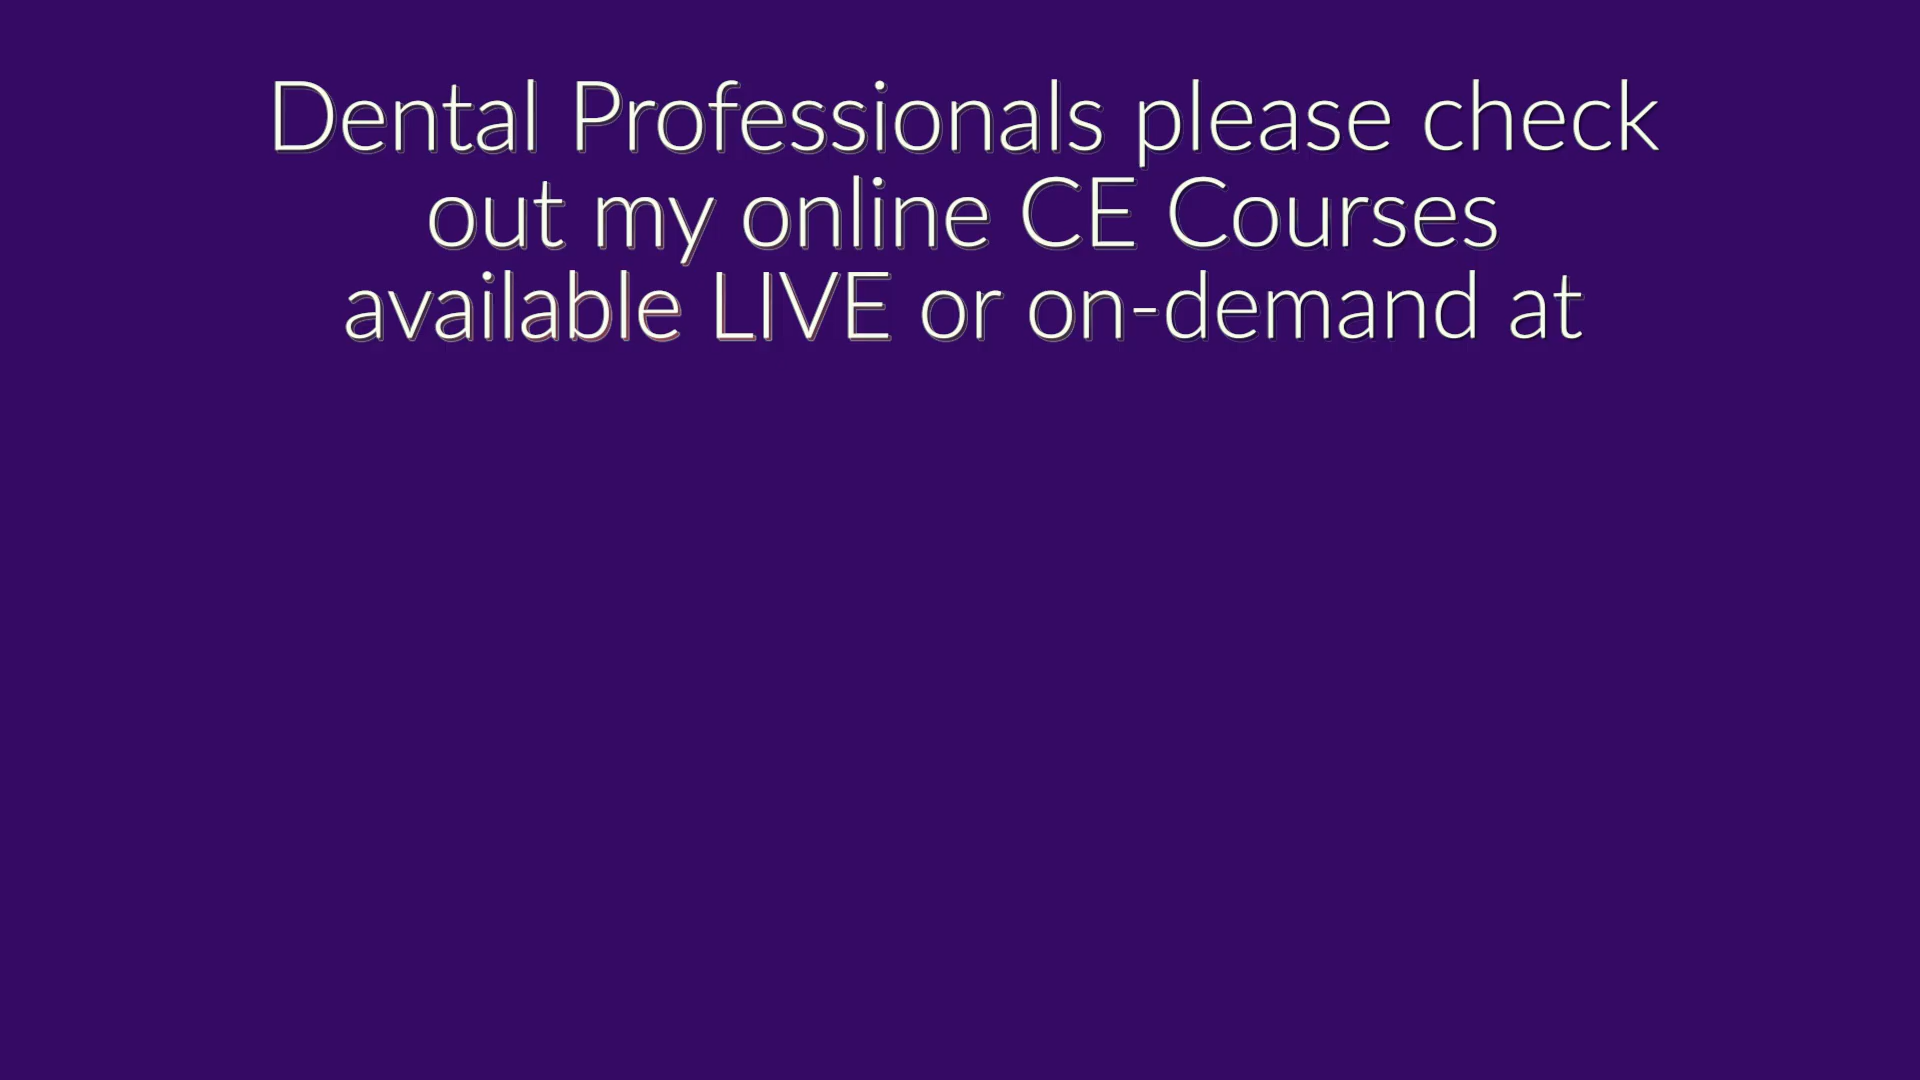 Dental Professionals please check
out my online CE Courses
available LIVE or on-demand at